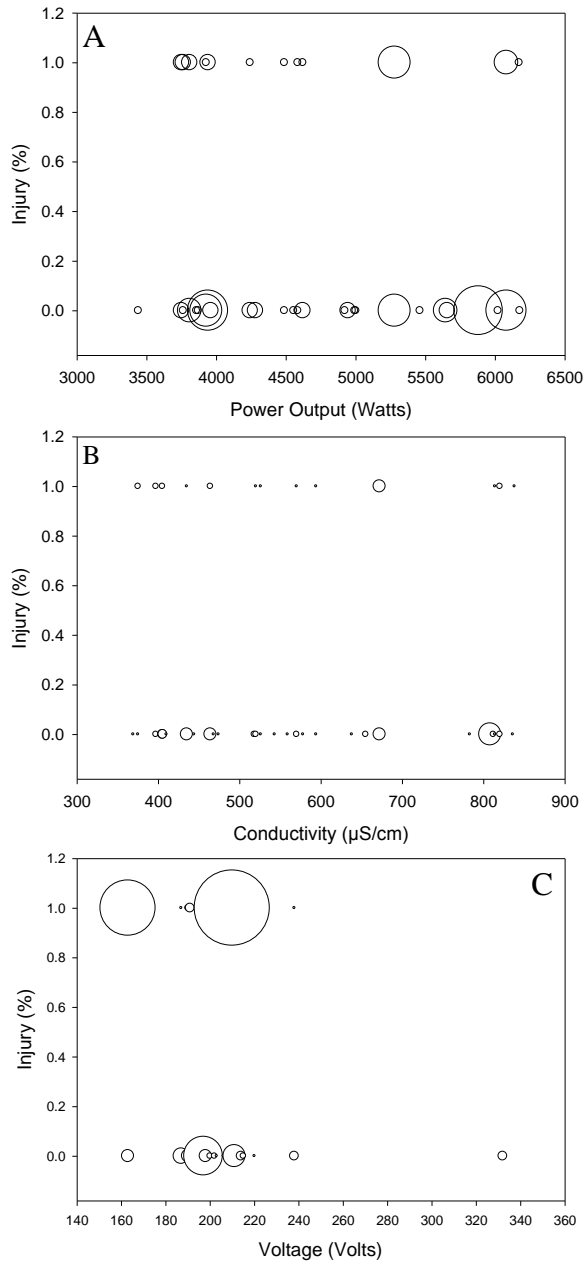 A
1.2
1.0
0.8
0.6
0.4
0.2
0.0
Injury (%)
3000 3500 4000 4500 5000 5500 6000 6500
Power Output (Watts)
B
1.2
1.0
0.8
0.6
0.4
0.2
0.0
Injury (%)
300 400 500 600 700 800 900
Conductivity (µS/cm)
C
1.2
1.0
0.8
0.6
0.4
0.2
0.0
Injury (%)
140 160 180 200 220 240 260 280 300 320 340 360
Voltage (Volts)